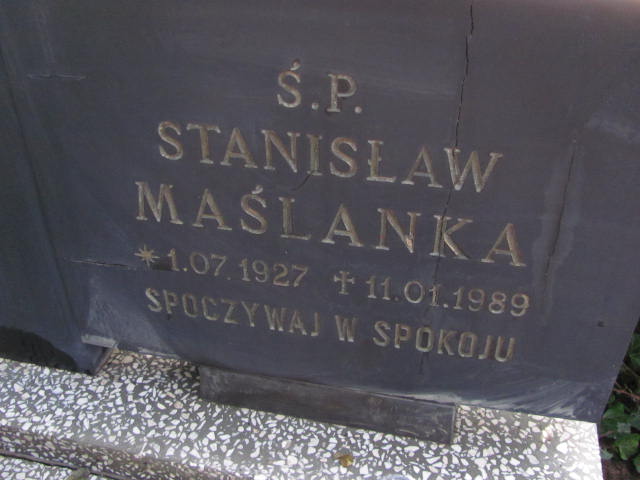 Ś.P.
STANISŁAW
MAŚLANKA
*1.07.1927 ✝11.01.1989
SPOCZYWAJ W SPOKOJU